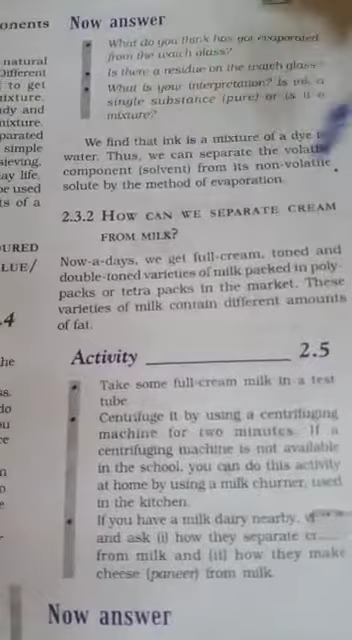 onents
natural
Different
to get
mixture.
dy and
mixture.
parated
simple
sieving,
ay life,
be used
ts of a
OURED
LUE/
.4
he
ss.
do
ou
ce
Now answer
What do you think has got evaporated
from the watch glass?
Is there a residue on the watch glass
What is your interpretation? Is ink a
single substance (pure) or is it a
mixture?
We find that ink is a mixture of a dye
water. Thus, we can separate the
component (solvent) from its non-volatile
solute by the method of evaporation.
2.3.2 HOW CAN WE SEPARATE CREAM
FROM MILK?
Now-a-days, we get full-cream, toned and
double-toned varieties of milk packed in poly-
packs or tetra packs in the market. These
varieties of milk contain different amounts
of fat.
Activity 2.5
Take some full-cream milk in a test
tube.
Centrifuge it by using a centrifuging
machine for two minutes. If a
centrifuging machine is not available
in the school, you can do this activity
at home by using a milk churner, used
in the kitchen.
If you have a milk dairy nearby,
and ask (i) how they separate
from milk and (ii) how they make
cheese (paneer) from milk.
Now answer